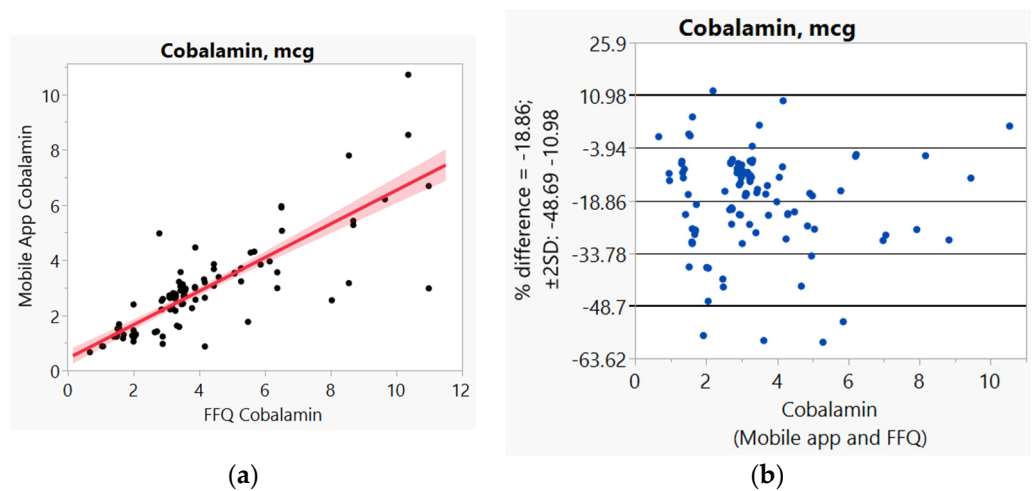 Cobalamin, mcg
10
8
6
4
2
0
0 2 4 6 8 10 12
Mobile App Cobalamin
FFQ Cobalamin
(a)
Cobalamin, mcg
% difference = -18.86;
±2SD: -48.69 -10.98
25.9
10.98
-3.94
-18.86
-33.78
-48.7
-63.62
0 2 4 6 8 10
Cobalamin
(Mobile app and FFQ)
(b)